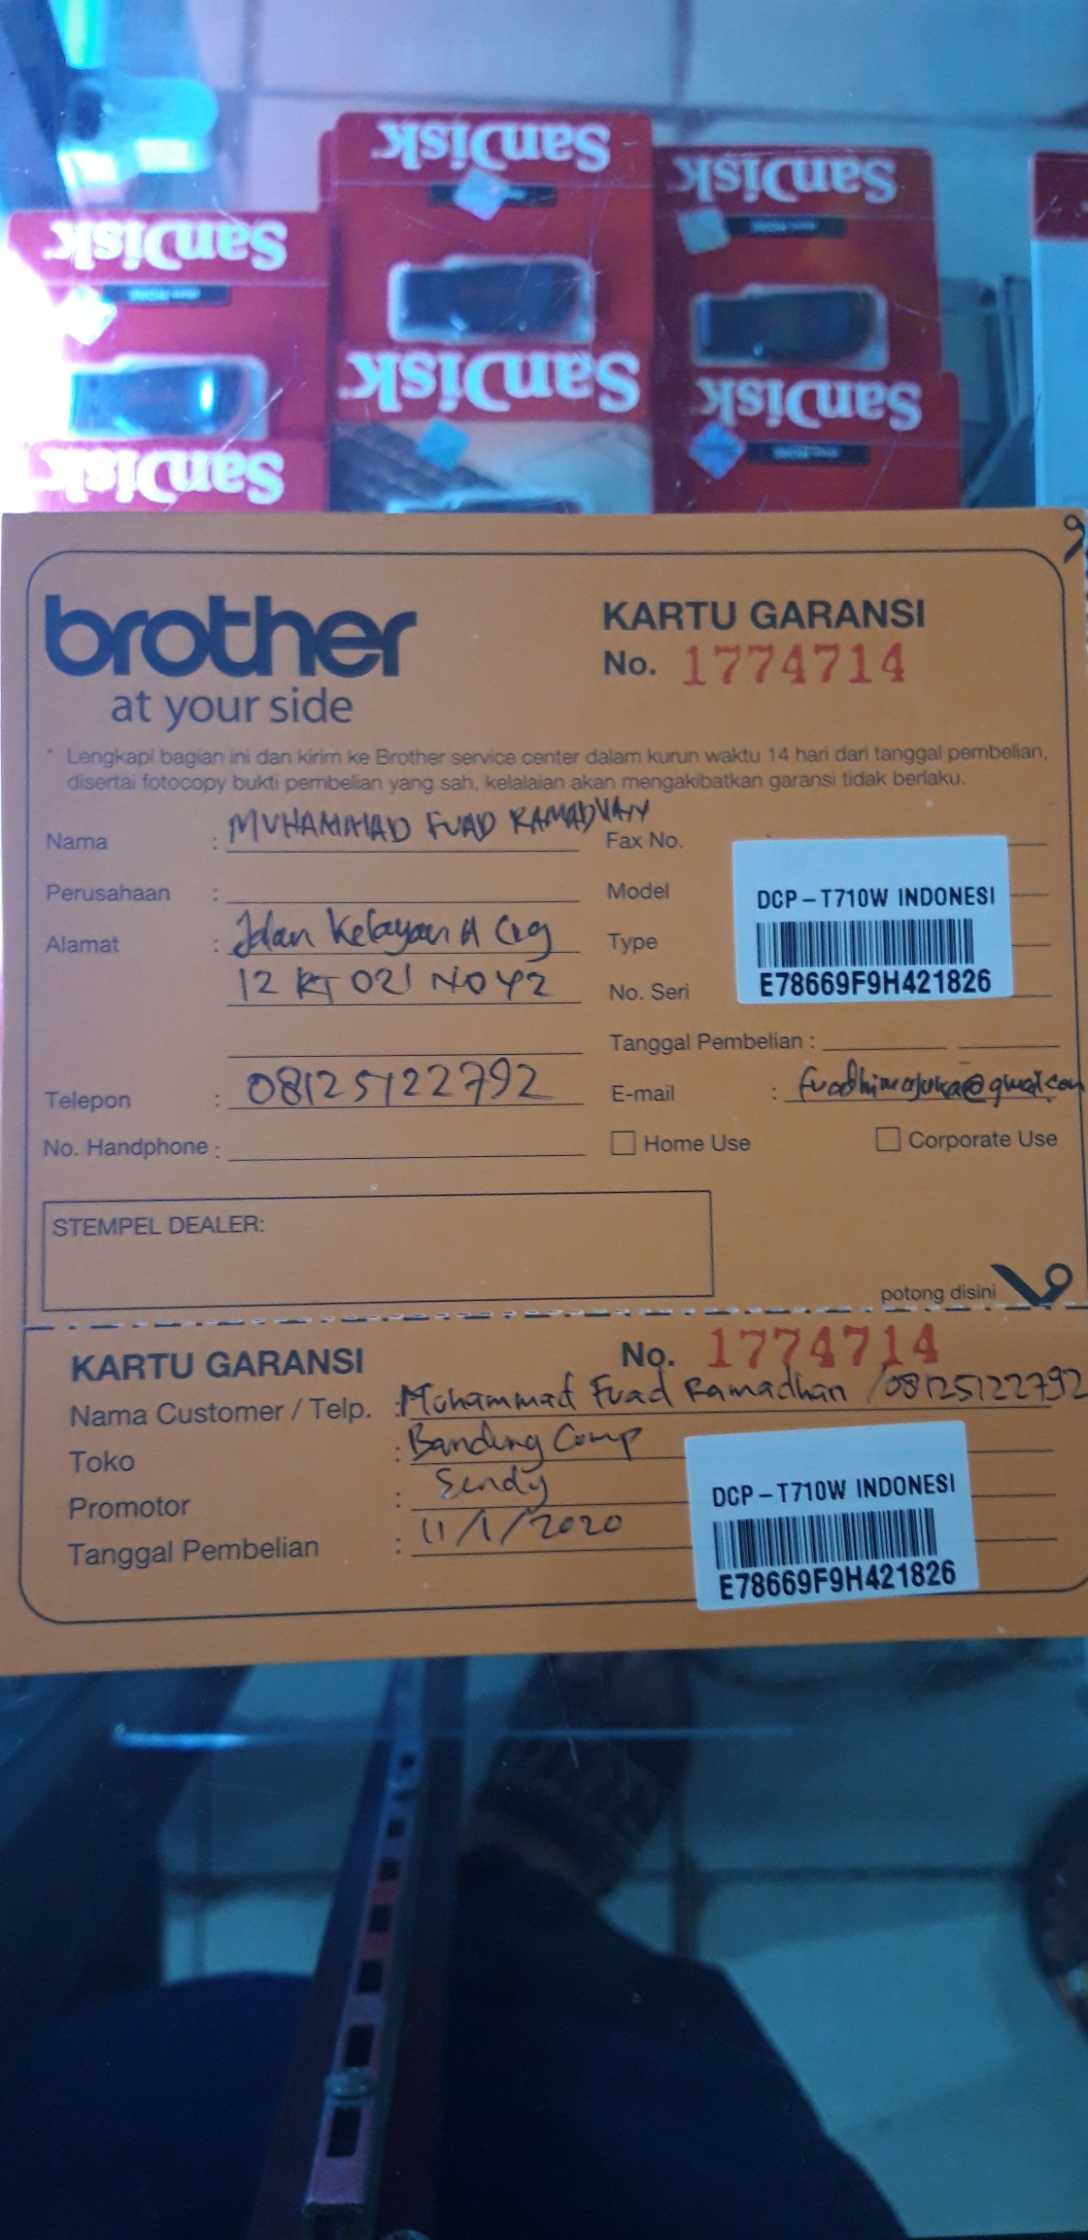 SanDisk
SanDisk
SanDisk
SanDisk
SanDisk
SanDisk
brother
at your side
KARTU GARANSI
No. 1774714
* Lengkapi bagian ini dan kirim ke Brother service center dalam kurun waktu 14 hari dari tanggal pembelian,
disertai fotocopy bukti pembelian yang sah, kelalaian akan mengakibatkan garansi tidak berlaku.
Nama : MUHAMMAD FUAD RAMADHAN
Perusahaan :
Alamat : Jalan Kelayan A
12 RT 021 NO 42
Telepon : 08125122792
No. Handphone :
Fax No.
Model
Type
No. Seri
DCP-T710W INDONESI
E78669F9H421826
Tanggal Pembelian :
E-mail :
Home Use
Corporate Use
STEMPEL DEALER:
potong disini
KARTU GARANSI
No. 1774714
Nama Customer / Telp. : Muhammad Fuad Ramadhan / 08125122792
Toko : Bandung Comp
Promotor : Sendy
Tanggal Pembelian : 11/1/2020
DCP-T710W INDONESI
E78669F9H421826